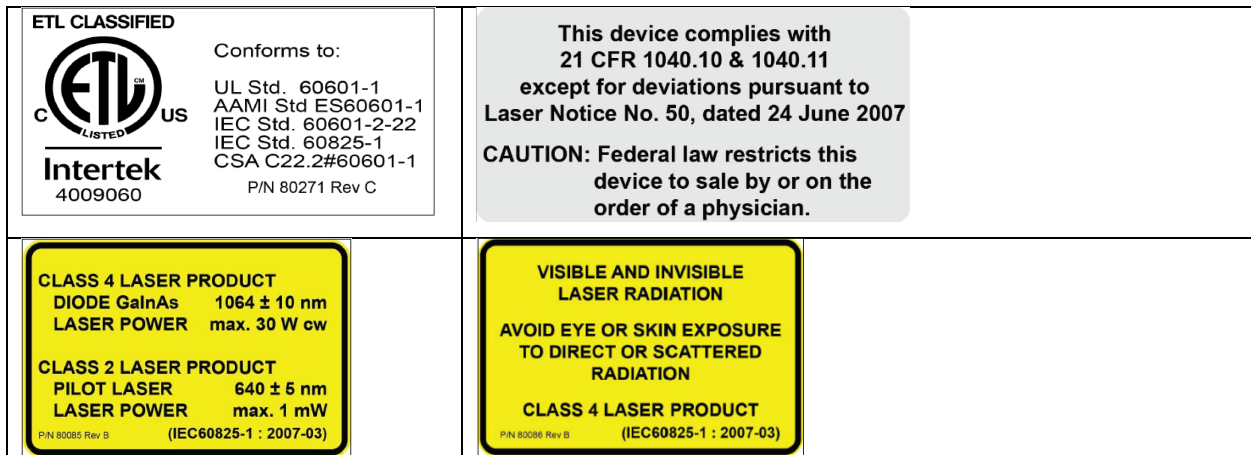 ETL CLASSIFIED
ETL CM
C US
LISTED
Intertek
4009060
Conforms to:
UL Std. 60601-1
AAMI Std ES60601-1
IEC Std. 60601-2-22
IEC Std. 60825-1
CSA C22.2#60601-1
P/N 80271 Rev C
This device complies with
21 CFR 1040.10 & 1040.11
except for deviations pursuant to
Laser Notice No. 50, dated 24 June 2007
CAUTION: Federal law restricts this
device to sale by or on the
order of a physician.
CLASS 4 LASER PRODUCT
DIODE GaInAs 1064 ± 10 nm
LASER POWER max. 30 W cw
CLASS 2 LASER PRODUCT
PILOT LASER 640 ± 5 nm
LASER POWER max. 1 mW
P/N 80085 Rev B (IEC60825-1 : 2007-03)
VISIBLE AND INVISIBLE
LASER RADIATION
AVOID EYE OR SKIN EXPOSURE
TO DIRECT OR SCATTERED
RADIATION
CLASS 4 LASER PRODUCT
P/N 80086 Rev B (IEC60825-1 : 2007-03)